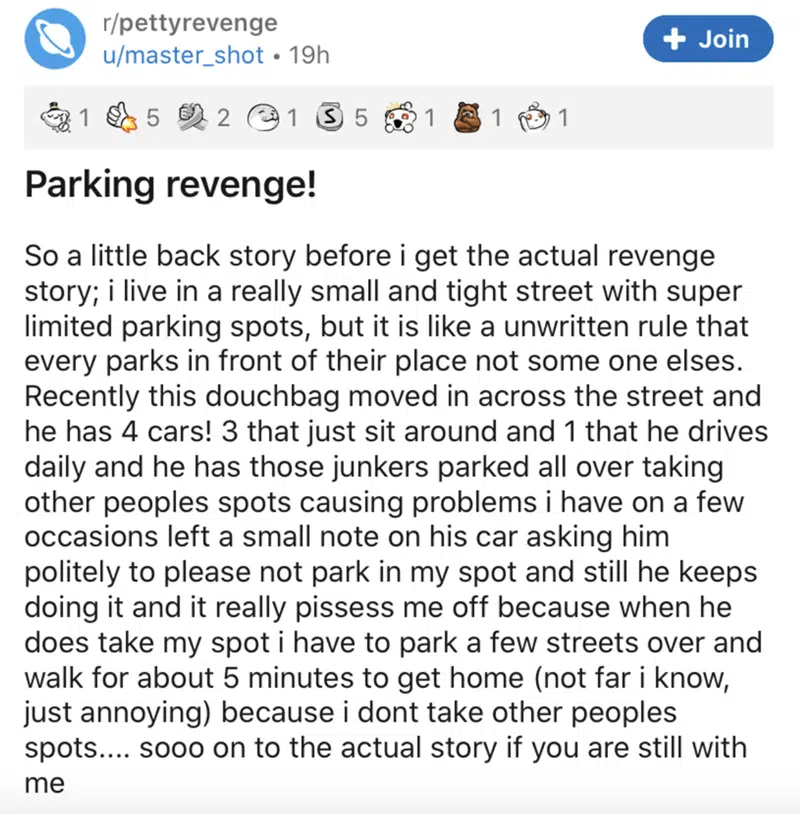 r/pettyrevenge
u/master_shot • 19h
+ Join
1 5 2 1 S 5 1 1 1
Parking revenge!
So a little back story before i get the actual revenge
story; i live in a really small and tight street with super
limited parking spots, but it is like a unwritten rule that
every parks in front of their place not some one elses.
Recently this douchbag moved in across the street and
he has 4 cars! 3 that just sit around and 1 that he drives
daily and he has those junkers parked all over taking
other peoples spots causing problems i have on a few
occasions left a small note on his car asking him
politely to please not park in my spot and still he keeps
doing it and it really pissess me off because when he
does take my spot i have to park a few streets over and
walk for about 5 minutes to get home (not far i know,
just annoying) because i dont take other peoples
spots.... sooo on to the actual story if you are still with
me